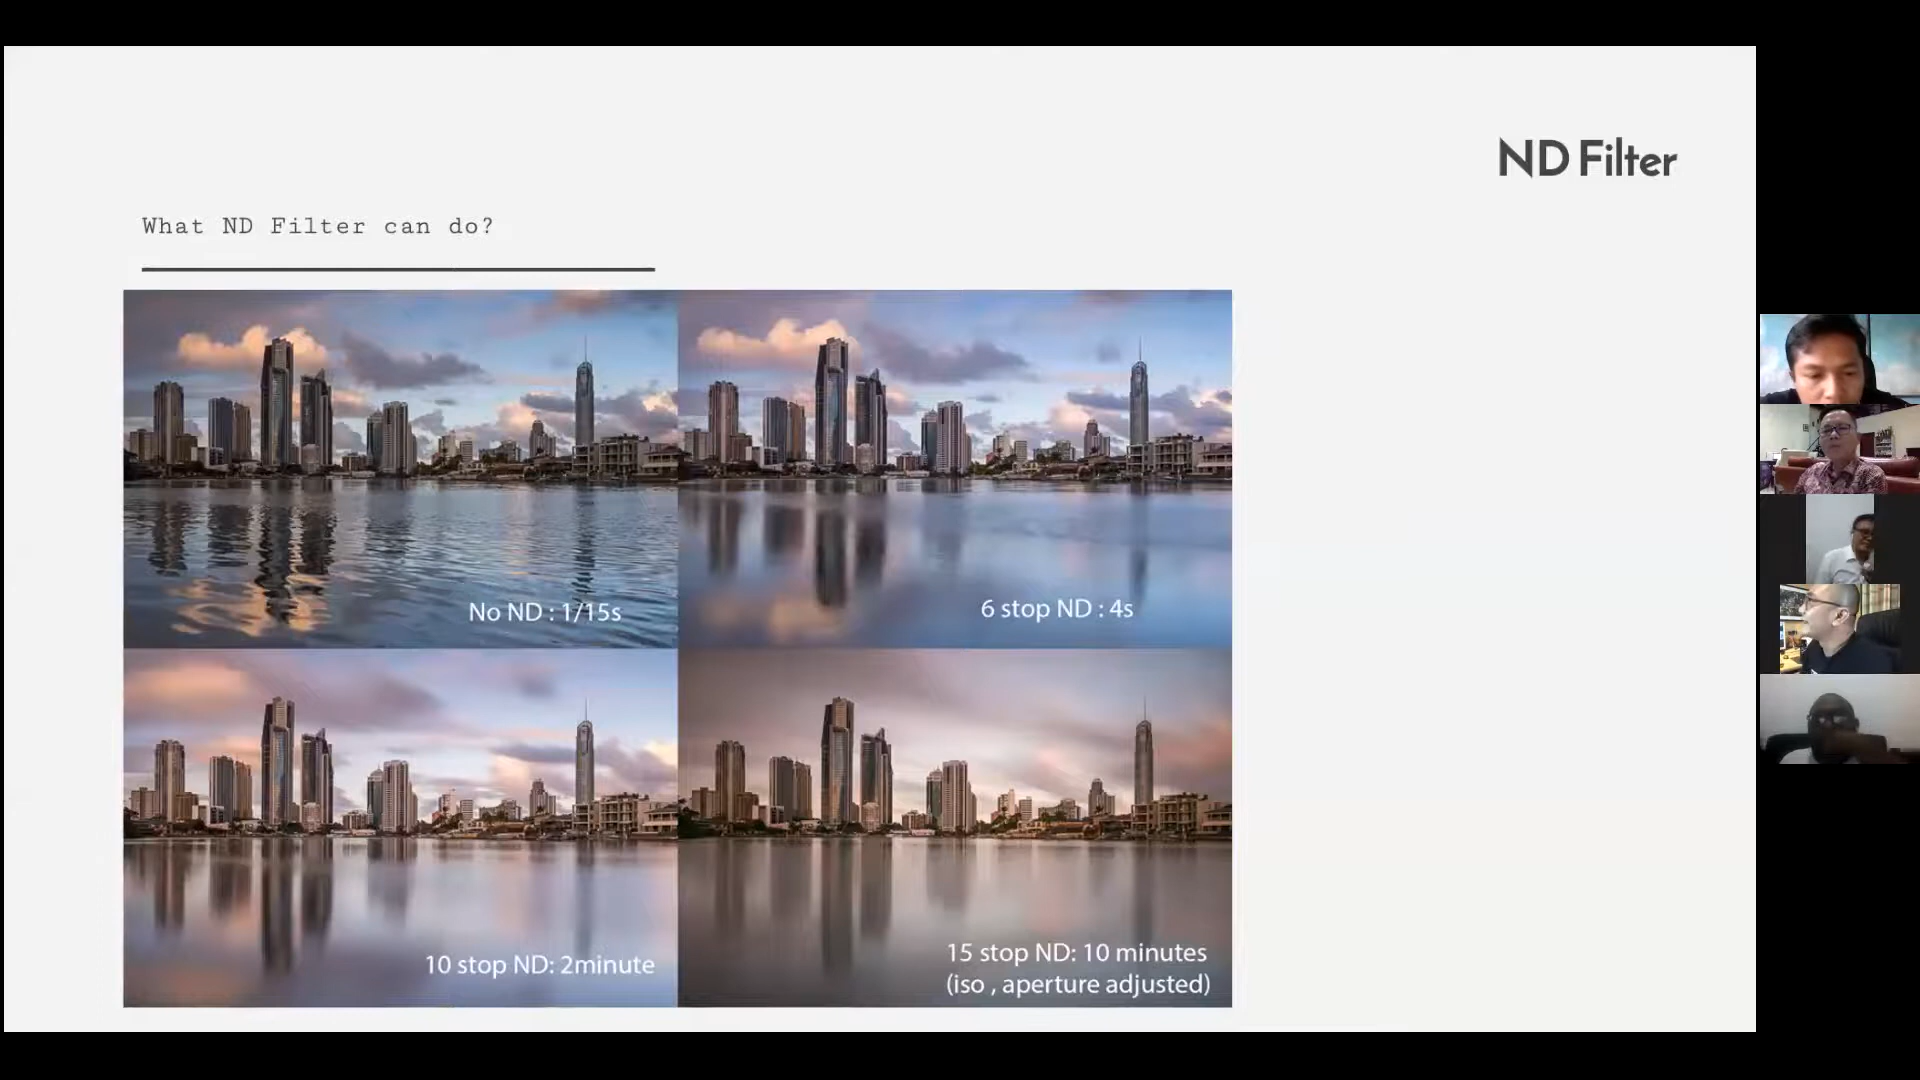 ND Filter
What ND Filter can do?
No ND : 1/15s
6 stop ND : 4s
10 stop ND: 2minute
15 stop ND: 10 minutes
(iso , aperture adjusted)